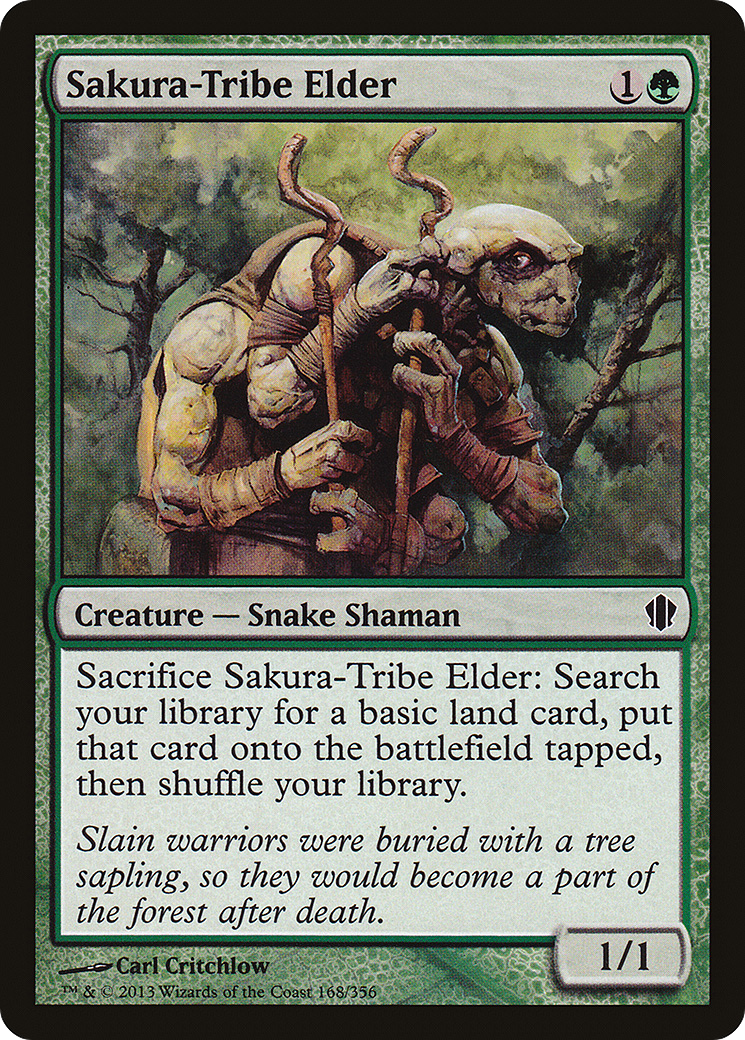 Sakura-Tribe Elder 1
Creature — Snake Shaman
Sacrifice Sakura-Tribe Elder: Search
your library for a basic land card, put
that card onto the battlefield tapped,
then shuffle your library.
Slain warriors were buried with a tree
sapling, so they would become a part of
the forest after death.
1/1
Carl Critchlow
™ & © 2013 Wizards of the Coast 168/356